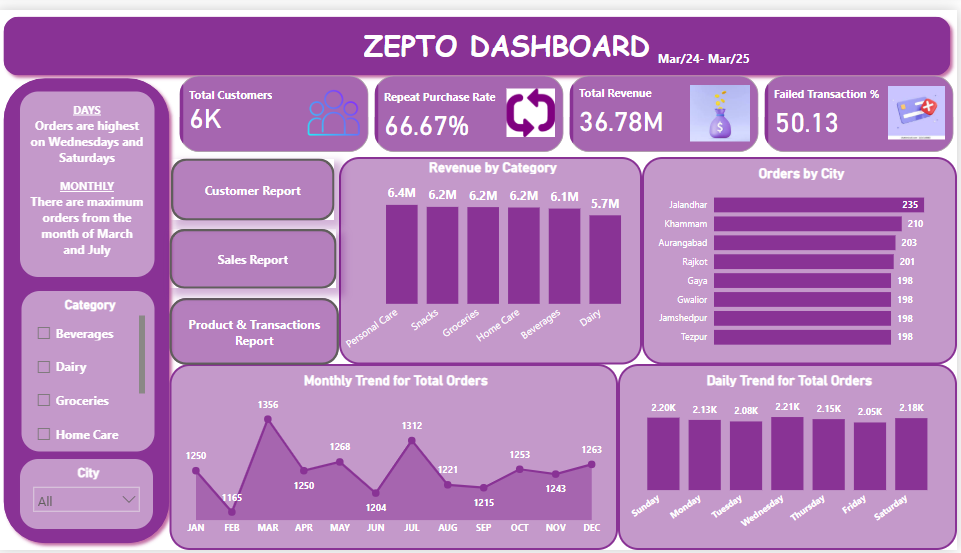 ZEPTO DASHBOARD Mar/24- Mar/25
DAYS
Orders are highest
on Wednesdays and
Saturdays
MONTHLY
There are maximum
orders from the
month of March
and July
Category
Beverages
Dairy
Groceries
Home Care
City
All
Total Customers
6K
Repeat Purchase Rate
66.67%
Total Revenue
36.78M
$
Failed Transaction %
50.13
Customer Report
Sales Report
Product & Transactions
Report
Revenue by Category
6.4M 6.2M 6.2M 6.2M 6.1M 5.7M
Personal Care Snacks Groceries Home Care Beverages Dairy
Orders by City
Jalandhar 235
Khammam 210
Aurangabad 203
Rajkot 201
Gaya 198
Gwalior 198
Jamshedpur 198
Tezpur 198
Monthly Trend for Total Orders
1250 1165 1356 1250 1268 1204 1312 1221 1215 1253 1243 1263
JAN FEB MAR APR MAY JUN JUL AUG SEP OCT NOV DEC
Daily Trend for Total Orders
2.20K 2.13K 2.08K 2.21K 2.15K 2.05K 2.18K
Sunday Monday Tuesday Wednesday Thursday Friday Saturday